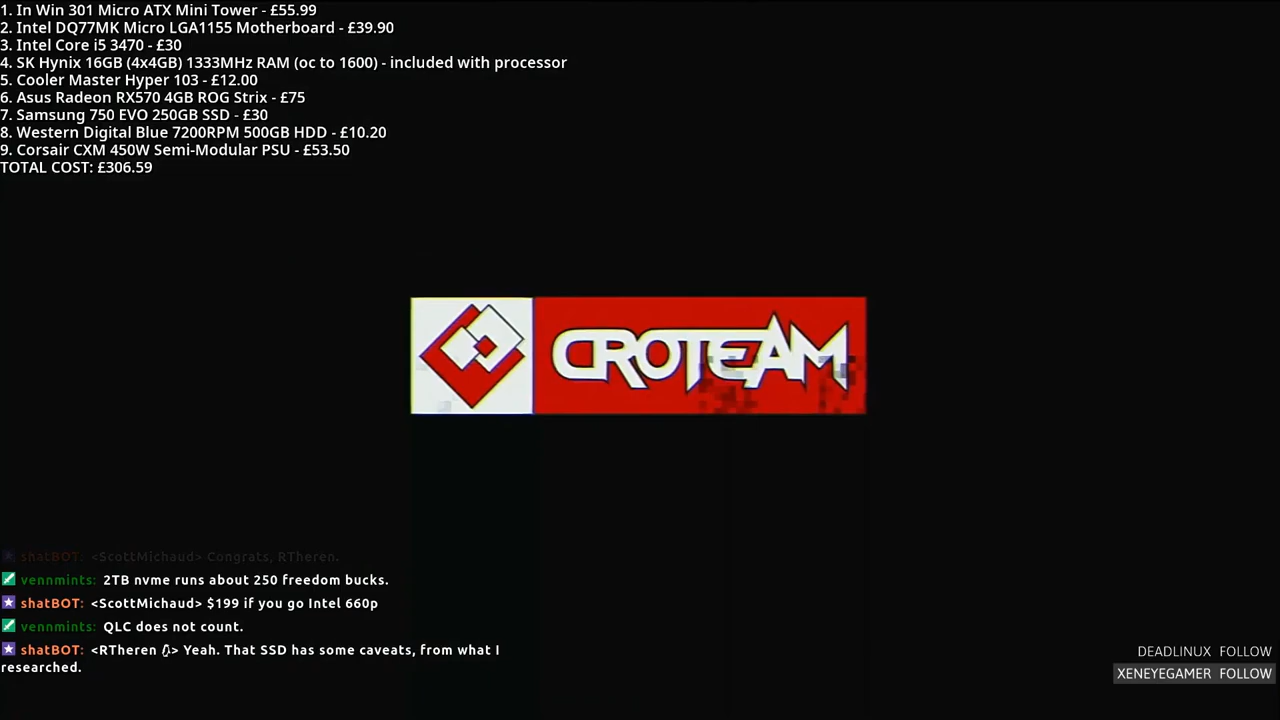 1. In Win 301 Micro ATX Mini Tower - £55.99
2. Intel DQ77MK Micro LGA1155 Motherboard - £39.90
3. Intel Core i5 3470 - £30
4. SK Hynix 16GB (4x4GB) 1333MHz RAM (oc to 1600) - included with processor
5. Cooler Master Hyper 103 - £12.00
6. Asus Radeon RX570 4GB ROG Strix - £75
7. Samsung 750 EVO 250GB SSD - £30
8. Western Digital Blue 7200RPM 500GB HDD - £10.20
9. Corsair CXM 450W Semi-Modular PSU - £53.50
TOTAL COST: £306.59
CROTEAM
shatBOT: <ScottMichaud> Congrats, RTheren.
vennmints: 2TB nvme runs about 250 freedom bucks.
shatBOT: <ScottMichaud> $199 if you go Intel 660p
vennmints: QLC does not count.
shatBOT: <RTheren 🐧> Yeah. That SSD has some caveats, from what I
researched.
DEADLINUX FOLLOW
XENEYEGAMER FOLLOW